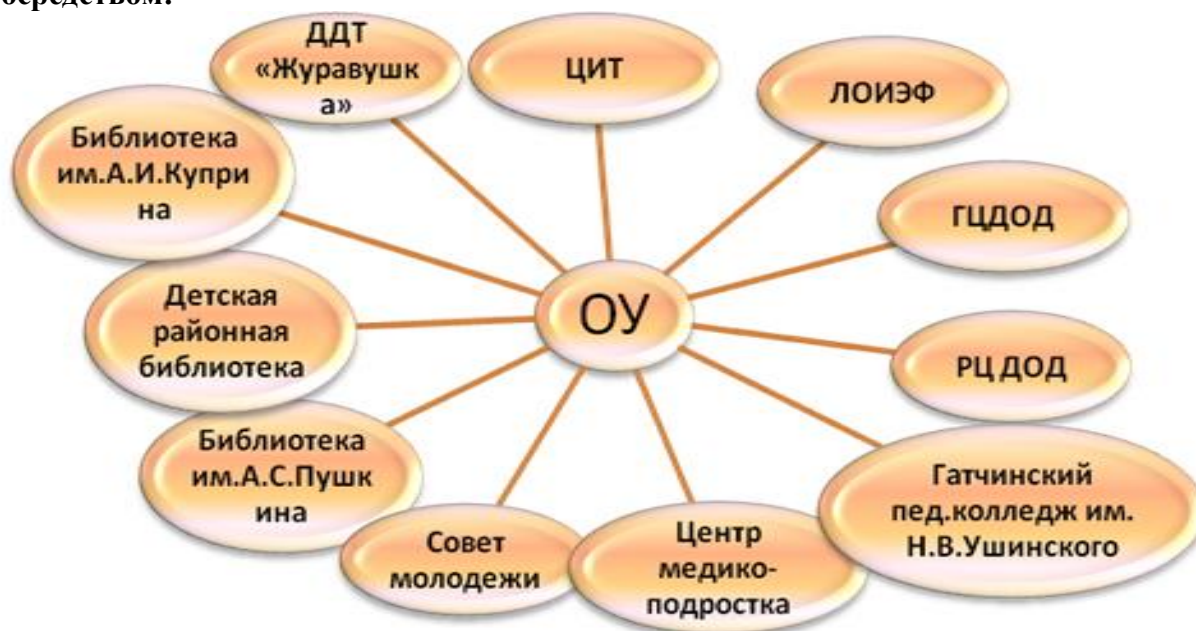 ДДТ
«Журавушк
а»
ЦИТ
ЛОИЭФ
ГЦДОД
РЦ ДОД
Гатчинский
пед.колледж им.
Н.В.Ушинского
Центр
медико-
подростка
Совет
молодежи
Библиотека
им.А.С.Пушк
ина
Детская
районная
библиотека
Библиотека
им.А.И.Купри
на
ОУ